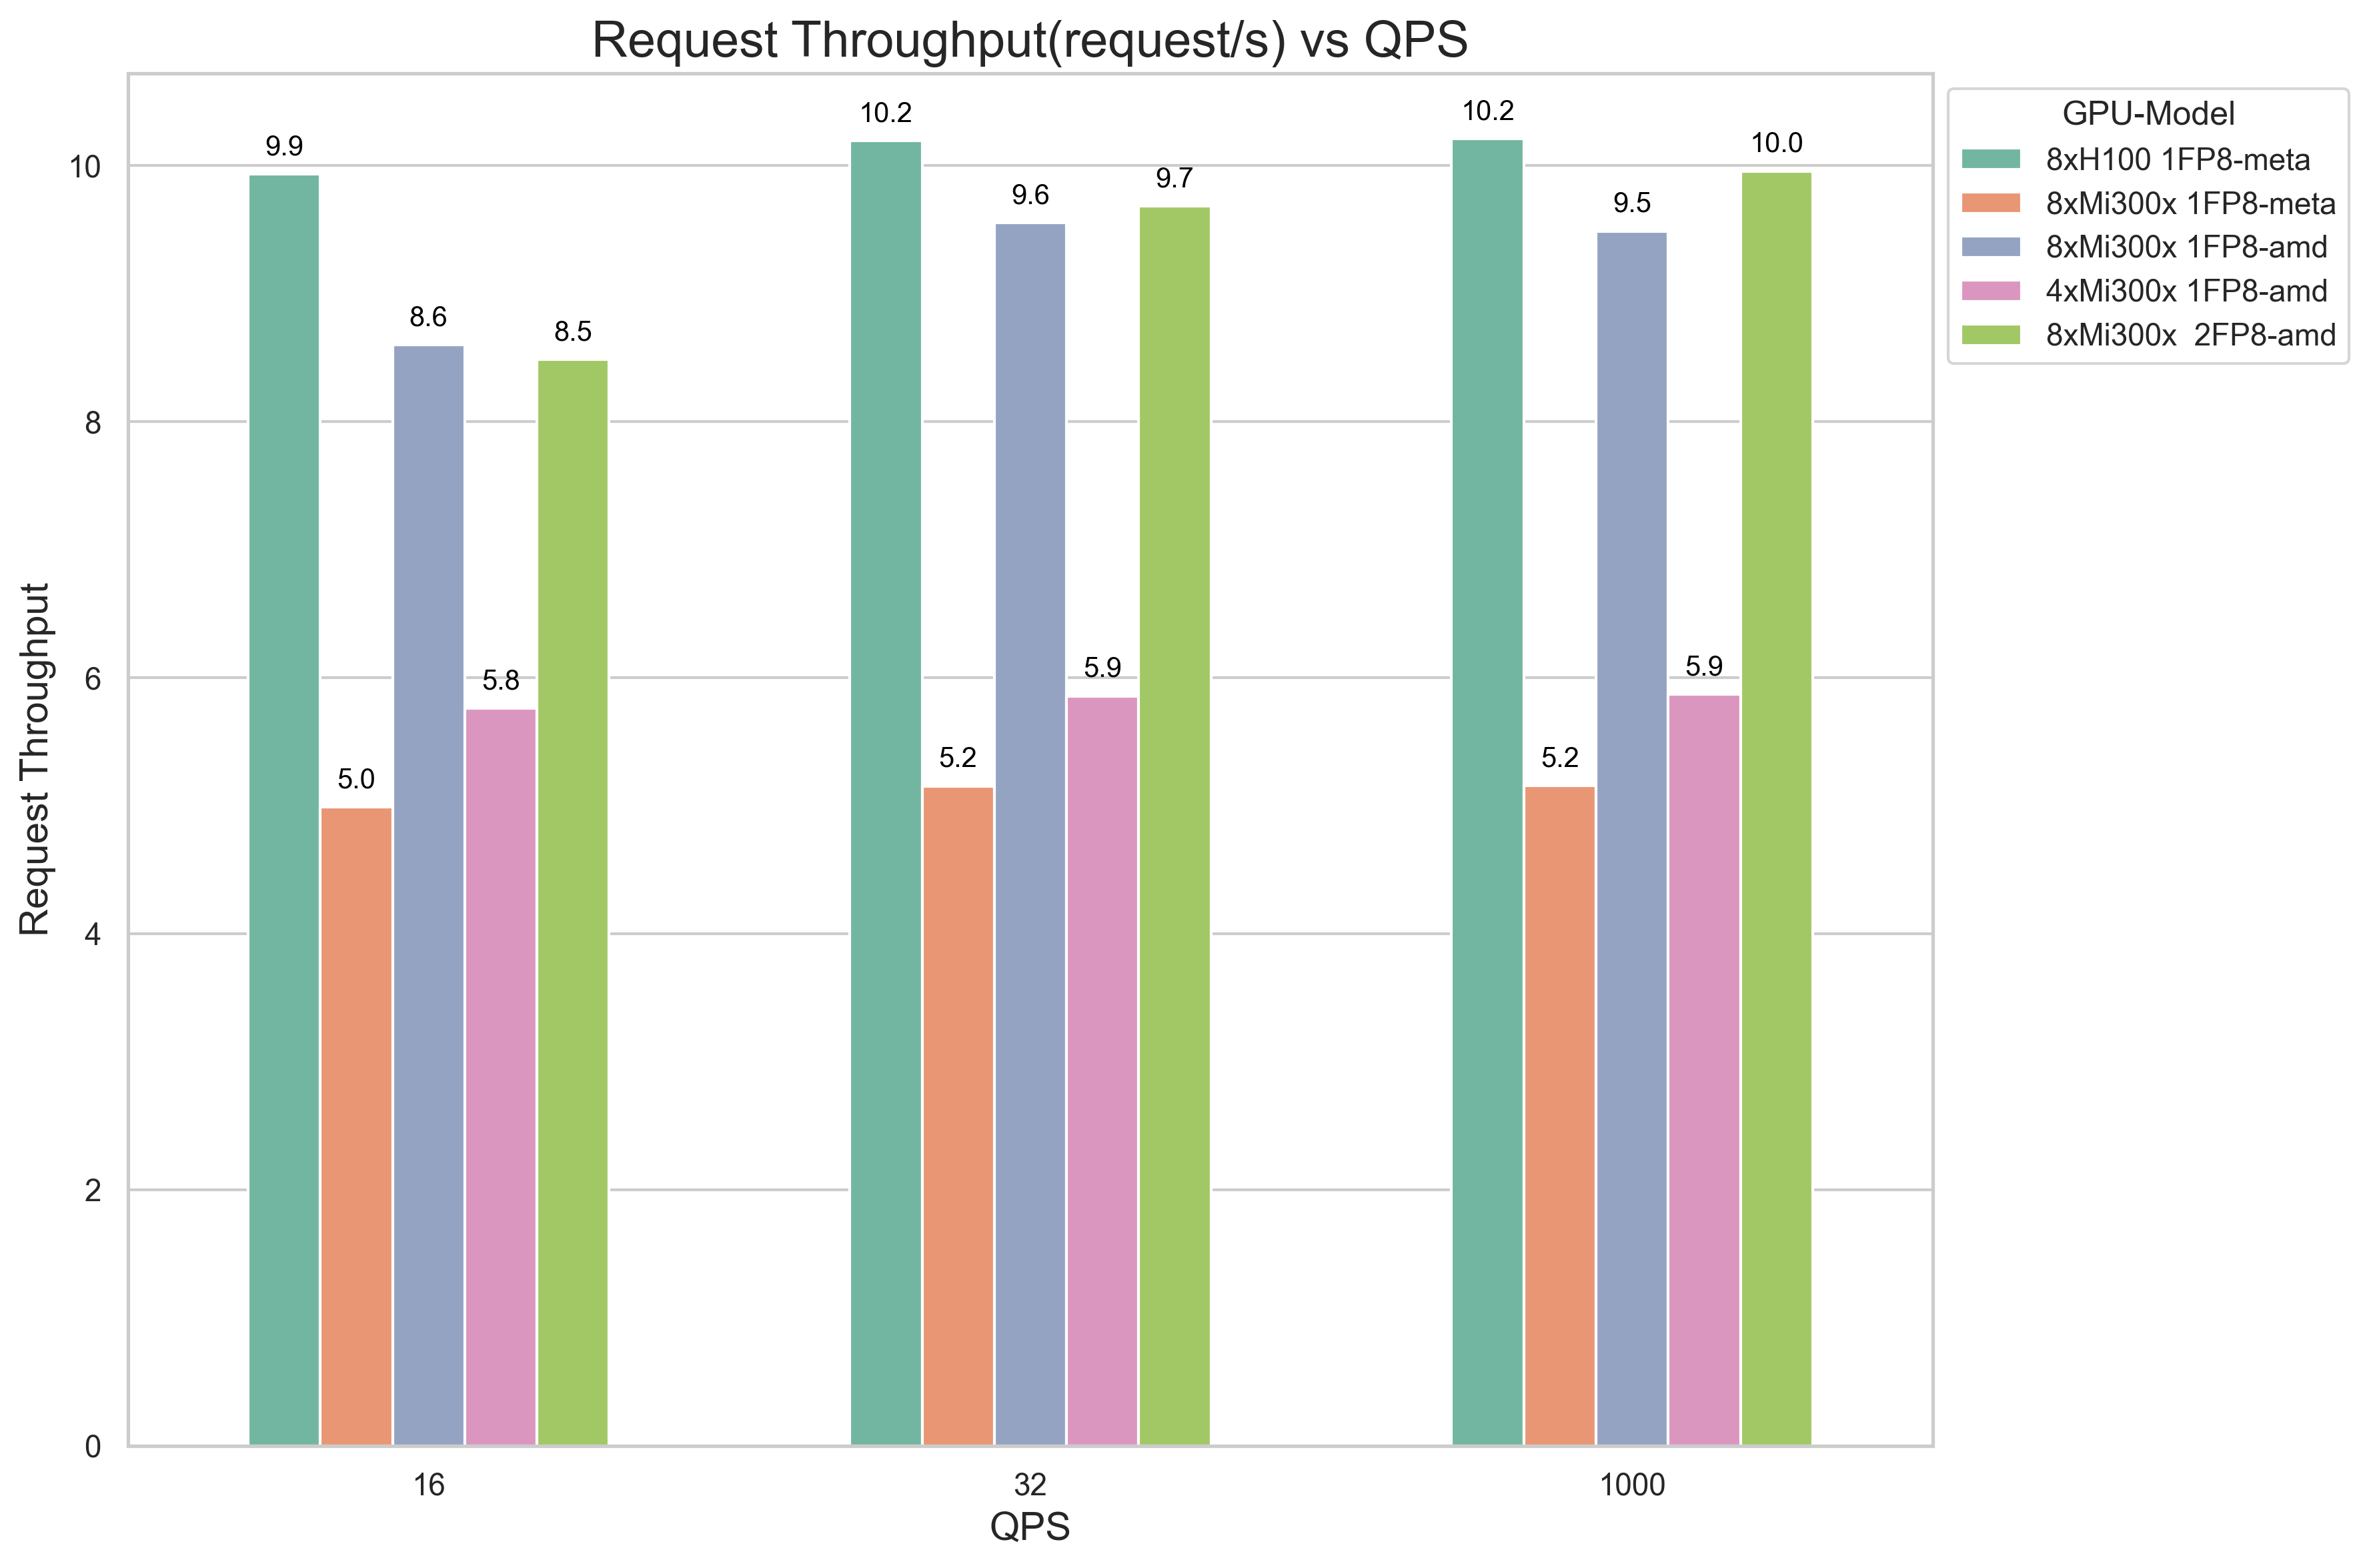 Request Throughput(request/s) vs QPS
GPU-Model
8xH100 1FP8-meta
8xMi300x 1FP8-meta
8xMi300x 1FP8-amd
4xMi300x 1FP8-amd
8xMi300x  2FP8-amd
Request Throughput
10
8
6
4
2
0
9.9
5.0
8.6
5.8
8.5
10.2
5.2
9.6
5.9
9.7
10.2
5.2
9.5
5.9
10.0
16
32
1000
QPS